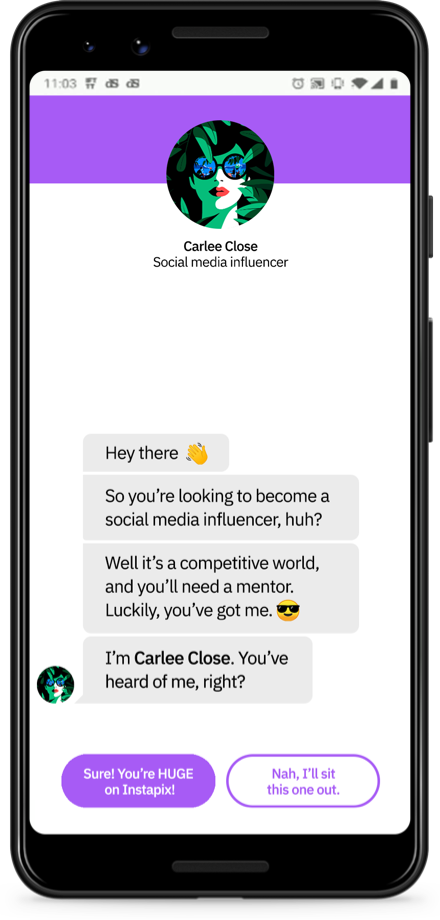 11:03
Carlee Close
Social media influencer
Hey there 👋
So you’re looking to become a
social media influencer, huh?
Well it’s a competitive world,
and you’ll need a mentor.
Luckily, you’ve got me. 😎
I’m Carlee Close. You’ve
heard of me, right?
Sure! You’re HUGE
on Instapix!
Nah, I’ll sit
this one out.